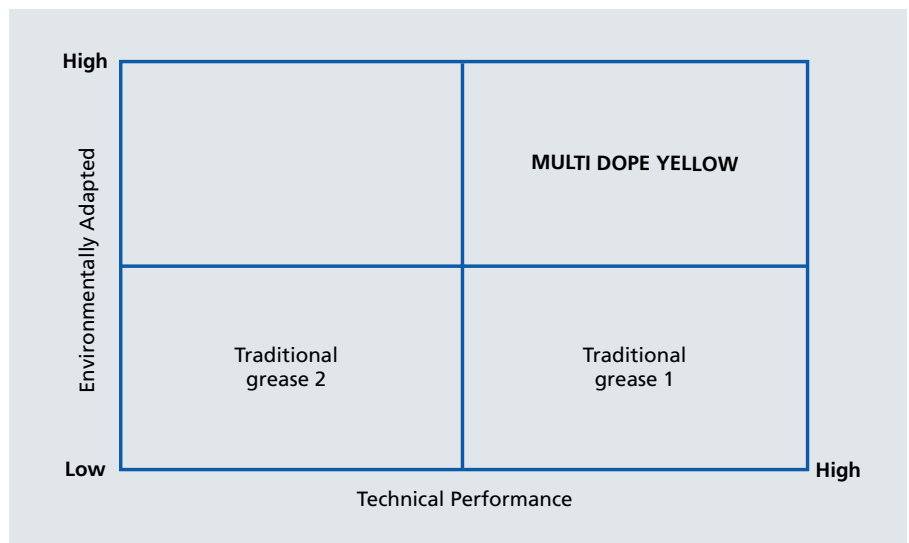 High
MULTI DOPE YELLOW
Environmentally Adapted
Traditional
grease 2
Traditional
grease 1
Low
High
Technical Performance